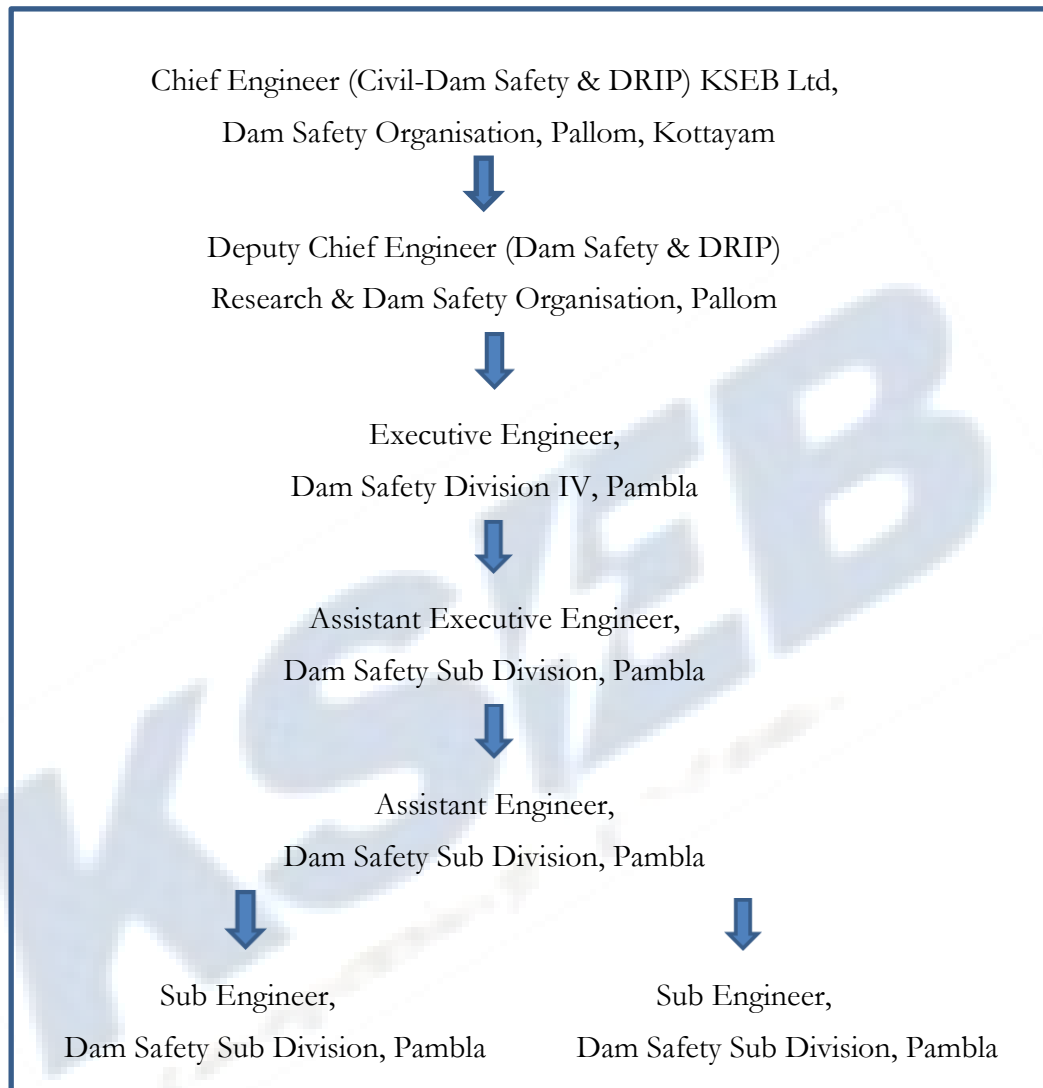 Chief Engineer (Civil-Dam Safety & DRIP) KSEB Ltd,
Dam Safety Organisation, Pallom, Kottayam
Deputy Chief Engineer (Dam Safety & DRIP)
Research & Dam Safety Organisation, Pallom
Executive Engineer,
Dam Safety Division IV, Pambla
Assistant Executive Engineer,
Dam Safety Sub Division, Pambla
Assistant Engineer,
Dam Safety Sub Division, Pambla
Sub Engineer,
Dam Safety Sub Division, Pambla
Sub Engineer,
Dam Safety Sub Division, Pambla
KSEB